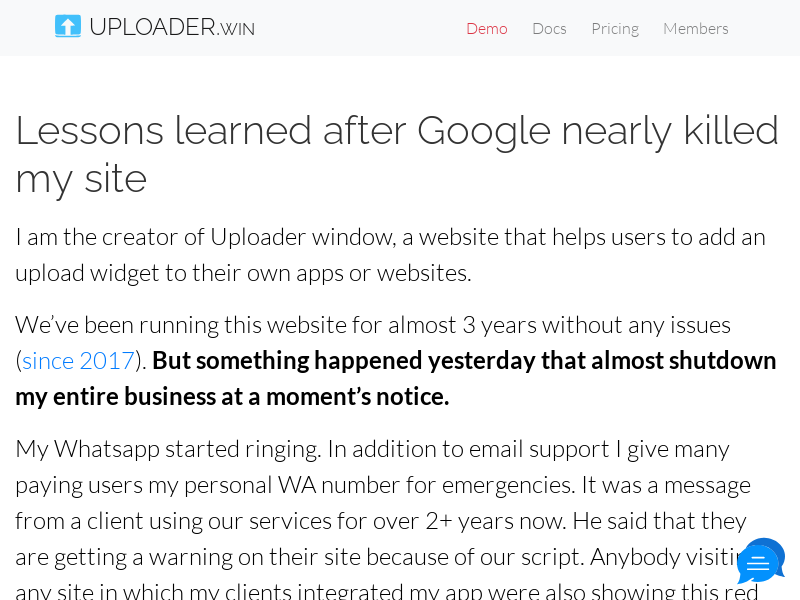 UPLOADER.WIN
Demo Docs Pricing Members
Lessons learned after Google nearly killed
my site
I am the creator of Uploader window, a website that helps users to add an
upload widget to their own apps or websites.
We’ve been running this website for almost 3 years without any issues
(since 2017). But something happened yesterday that almost shutdown
my entire business at a moment’s notice.
My Whatsapp started ringing. In addition to email support I give many
paying users my personal WA number for emergencies. It was a message
from a client using our services for over 2+ years now. He said that they
are getting a warning on their site because of our script. Anybody visiting
any site in which my clients integrated my app were also showing this red